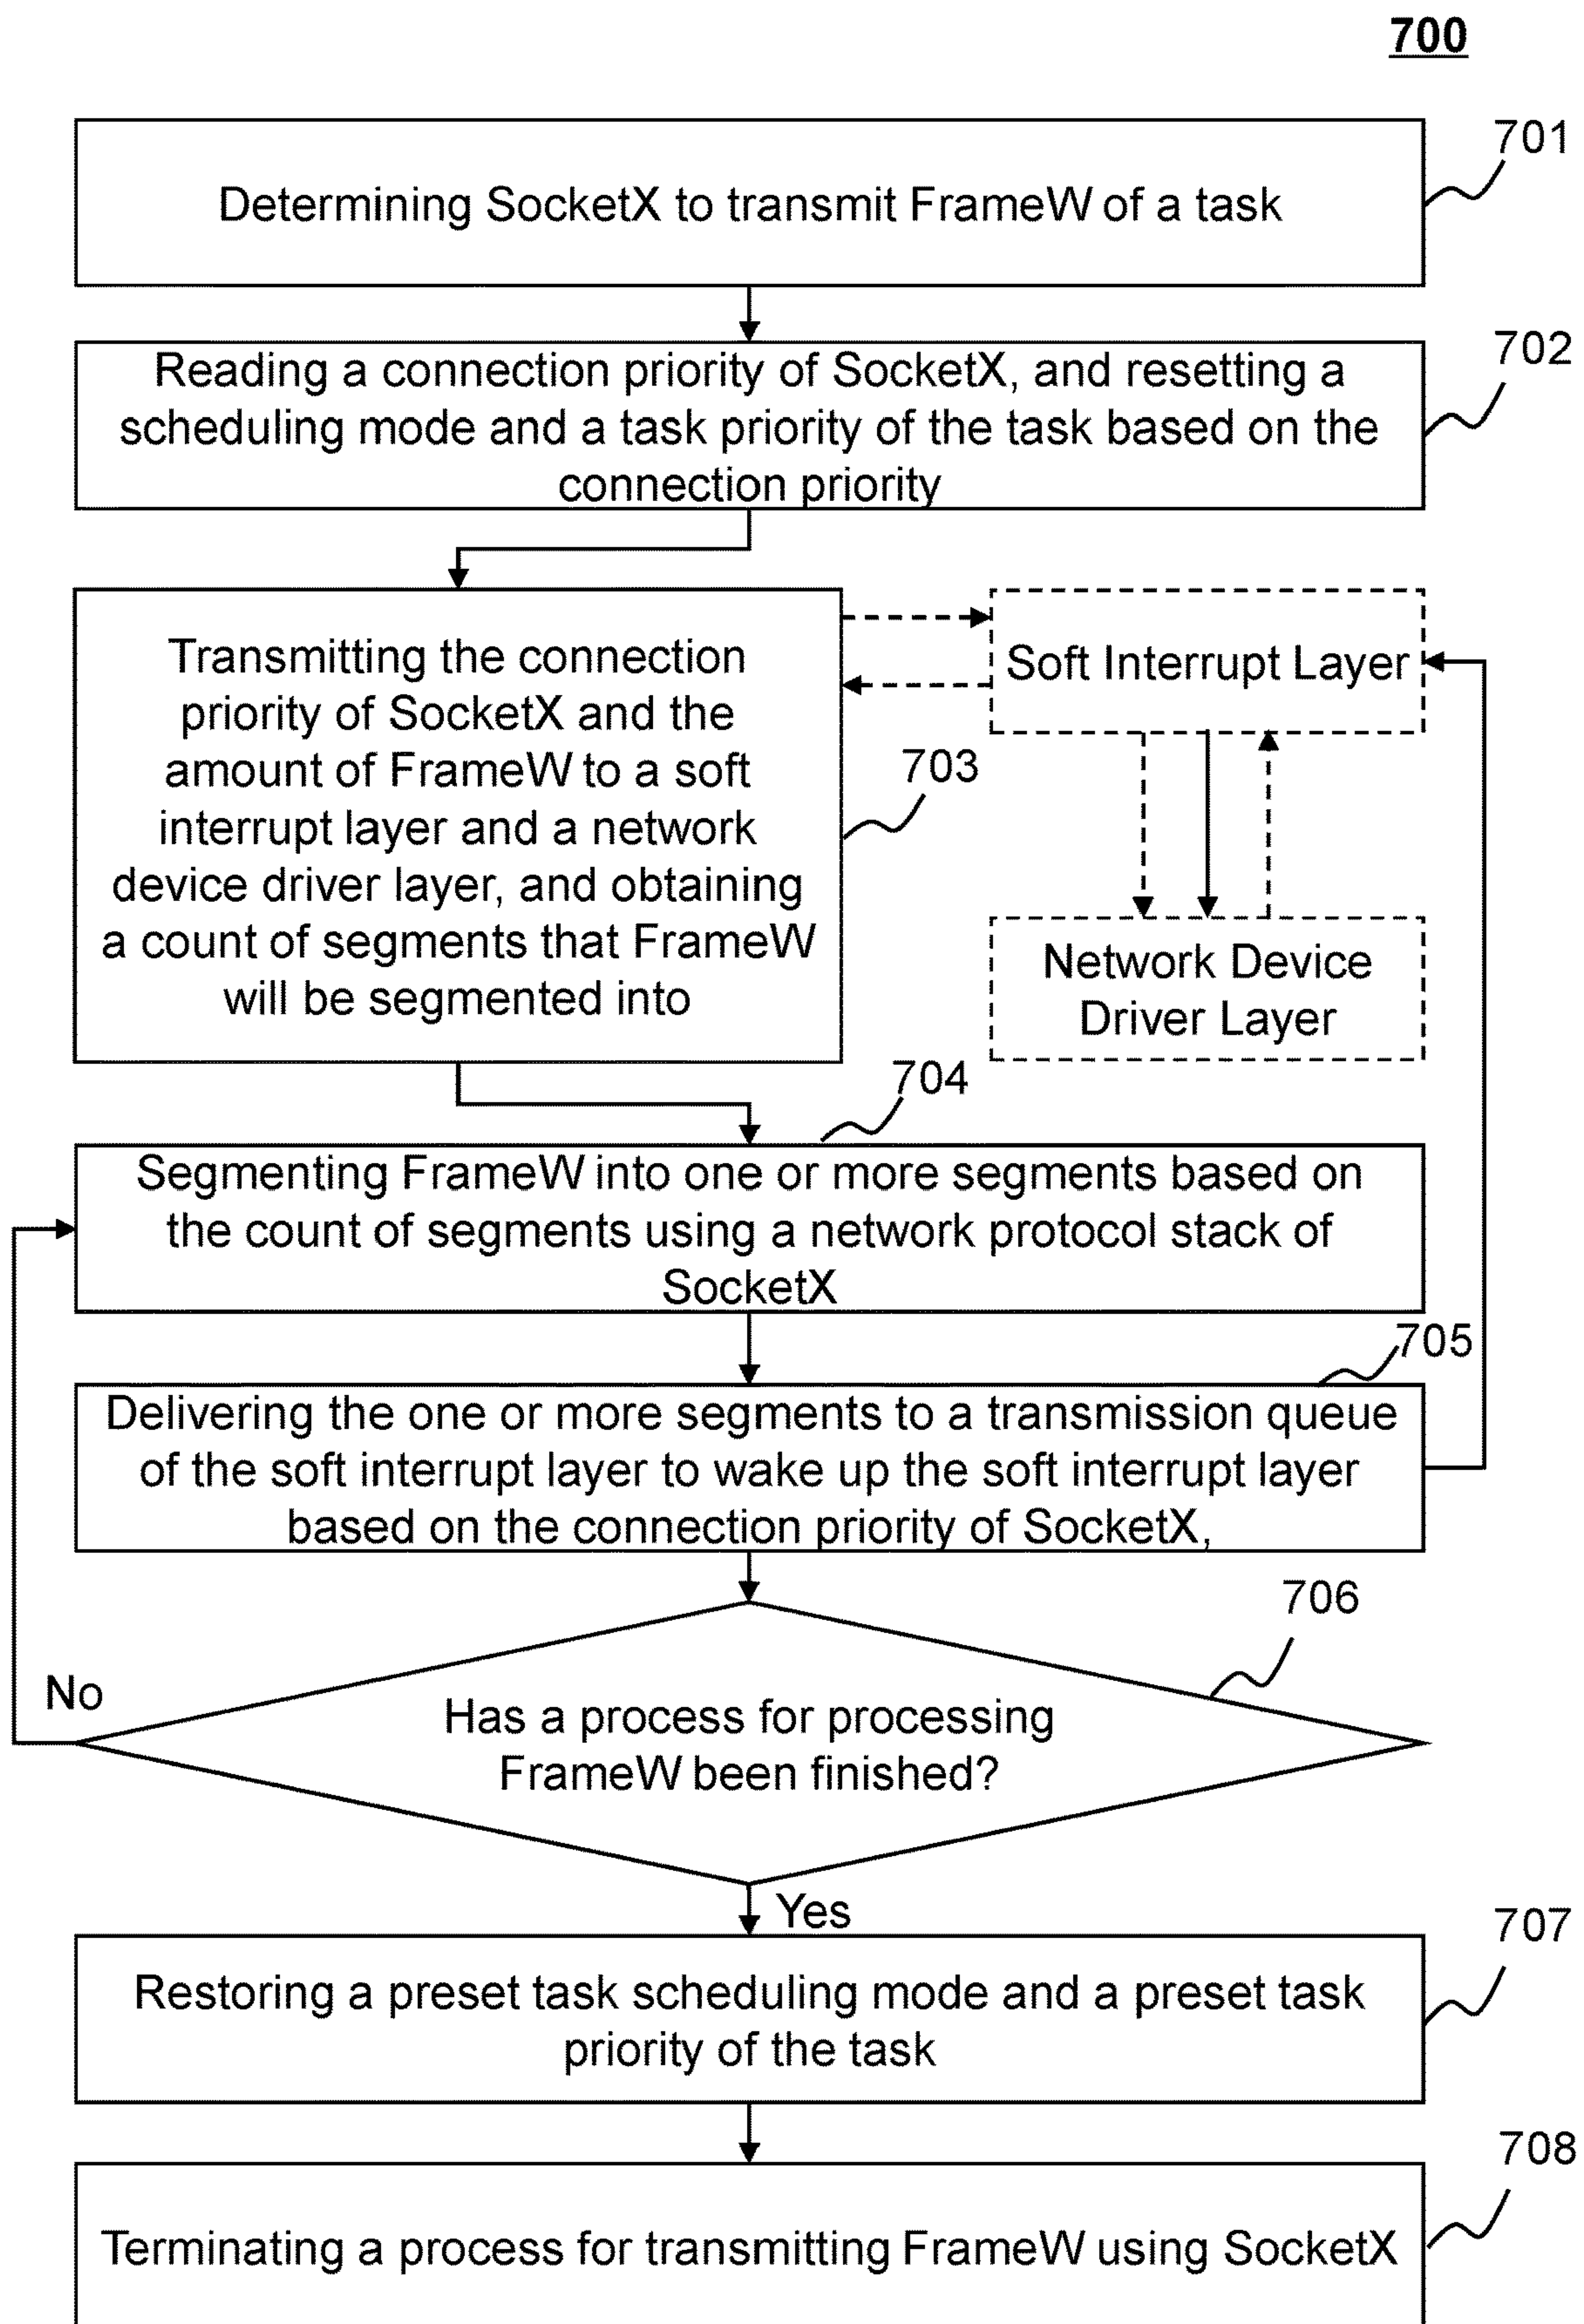 700
701
Determining SocketX to transmit FrameW of a task
702
Reading a connection priority of SocketX, and resetting a
scheduling mode and a task priority of the task based on the
connection priority
Transmitting the connection
priority of SocketX and the
amount of FrameW to a soft
interrupt layer and a network
device driver layer, and obtaining
a count of segments that FrameW
will be segmented into
703
Soft Interrupt Layer
Network Device
Driver Layer
704
Segmenting FrameW into one or more segments based on
the count of segments using a network protocol stack of
SocketX
705
Delivering the one or more segments to a transmission queue
of the soft interrupt layer to wake up the soft interrupt layer
based on the connection priority of SocketX,
706
No
Has a process for processing
FrameW been finished?
Yes
707
Restoring a preset task scheduling mode and a preset task
priority of the task
708
Terminating a process for transmitting FrameW using SocketX